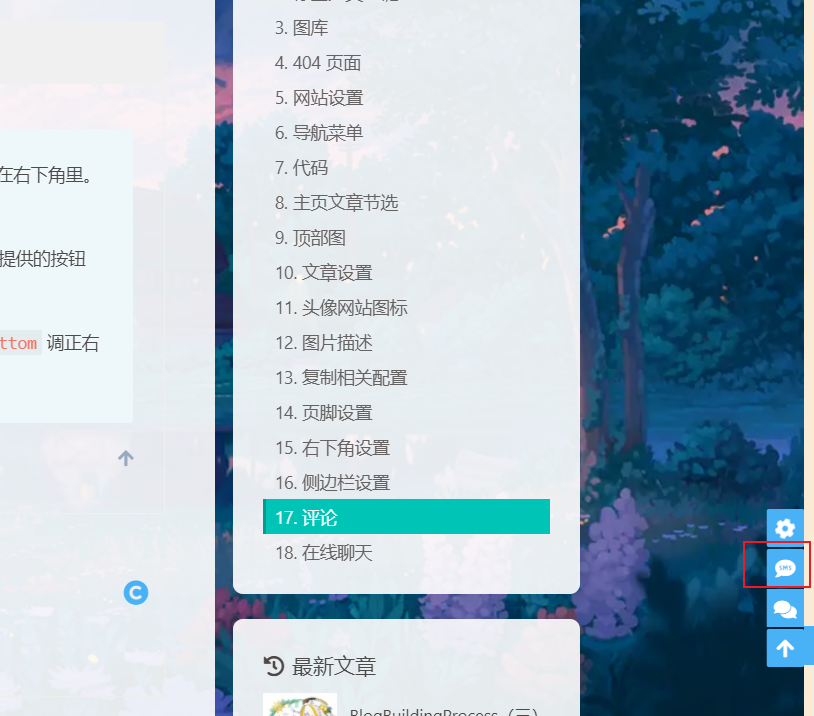 3. 图库
4. 404 页面
5. 网站设置
6. 导航菜单
7. 代码
8. 主页文章节选
9. 顶部图
10. 文章设置
11. 头像网站图标
12. 图片描述
13. 复制相关配置
14. 页脚设置
15. 右下角设置
16. 侧边栏设置
17. 评论
18. 在线聊天
在右下角里。
提供的按钮
ttom 调正右
C
SMS
最新文章
BlogBuildingProcess（三）